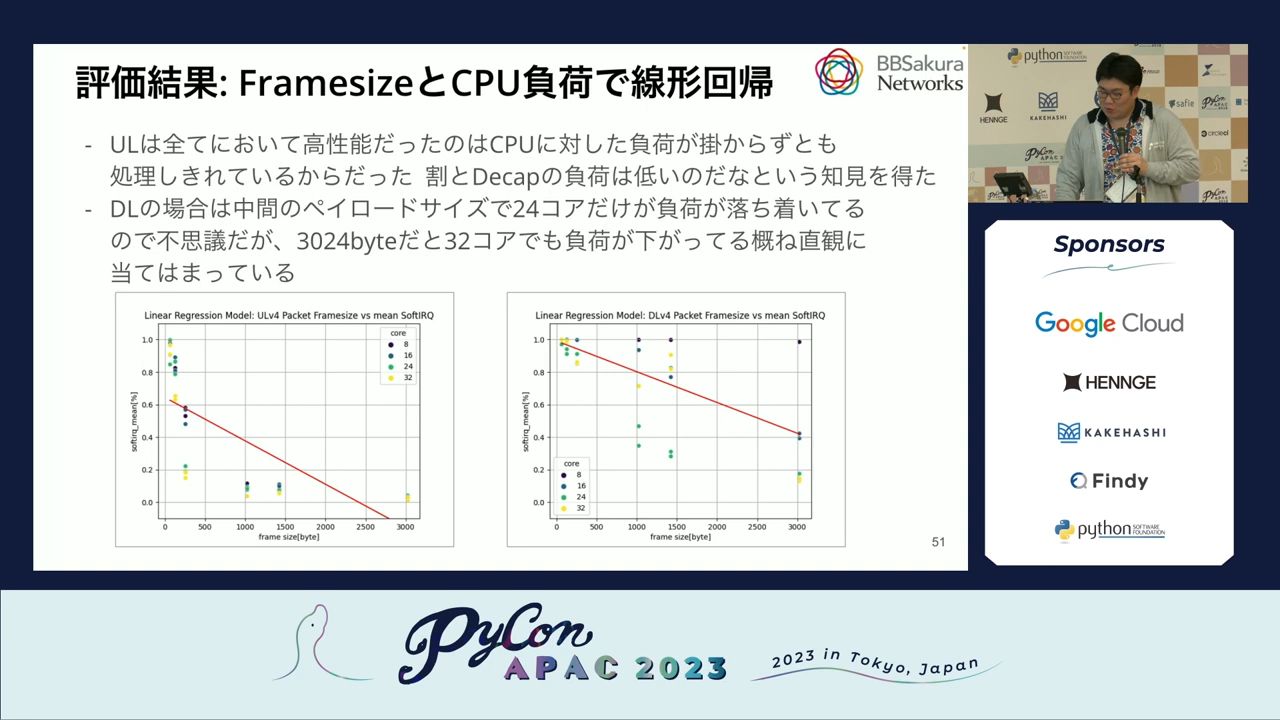 評価結果: FramesizeとCPU負荷で線形回帰
BBSakura
Networks
- ULは全てにおいて高性能だったのはCPUに対した負荷が掛からずとも
処理しきれているからだった 割とDecapの負荷は低いのだなという知見を得た
- DLの場合は中間のペイロードサイズで24コアだけが負荷が落ち着いてる
ので不思議だが、3024byteだと32コアでも負荷が下がってる概ね直観に
当てはまっている
Linear Regression Model: ULv4 Packet Framesize vs mean SoftIRQ
softirq_mean[%]
1.0
0.8
0.6
0.4
0.2
0.0
core
8
16
24
32
0 500 1000 1500 2000 2500 3000
frame size[byte]
Linear Regression Model: DLv4 Packet Framesize vs mean SoftIRQ
softirq_mean[%]
1.0
0.8
0.6
0.4
0.2
0.0
core
8
16
24
32
0 500 1000 1500 2000 2500 3000
frame size[byte]
51
python
HENNGE
KAKEHASHI
safie
PyCon
APAC
circleci
Sponsors
Google Cloud
HENNGE
KAKEHASHI
Findy
python SOFTWARE FOUNDATION
PyCon
APAC 2023
2023 in Tokyo, Japan